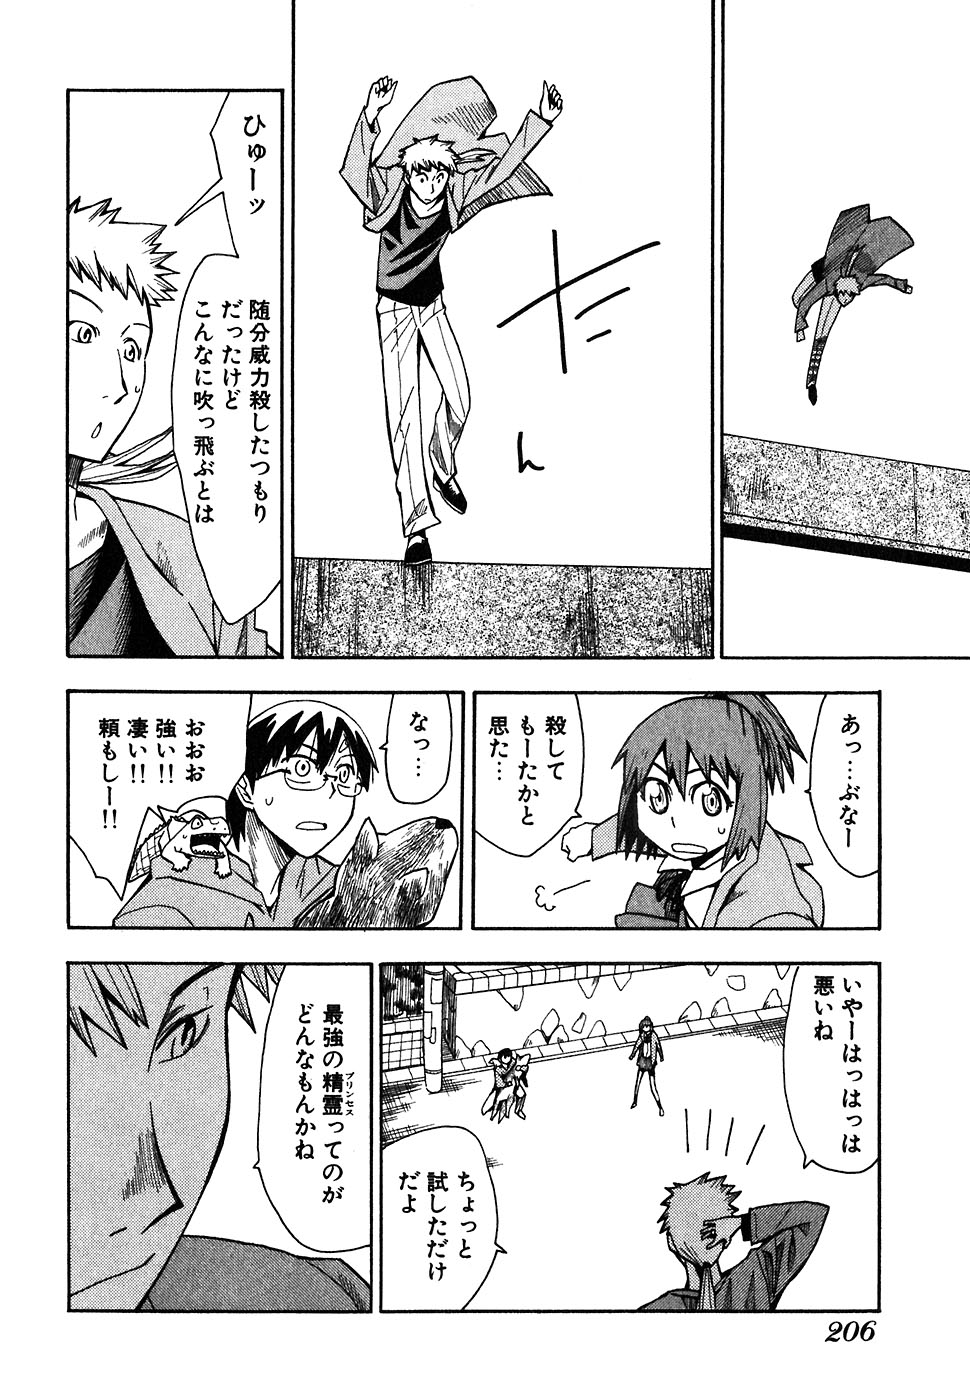 すたん
ひゅーッ
随分威力殺したつもり
だったけど
こんなに吹っ飛ぶとは
あっ…ぶなー
殺して
もーたかと
思た…
なっ…
おおお
強い!!
凄い!!
頼もしー!!
いやーはっはっは
悪いね
ちょっと
試しただけ
だよ
最強の精霊ってのが
プリンセス
どんなもんかね
206